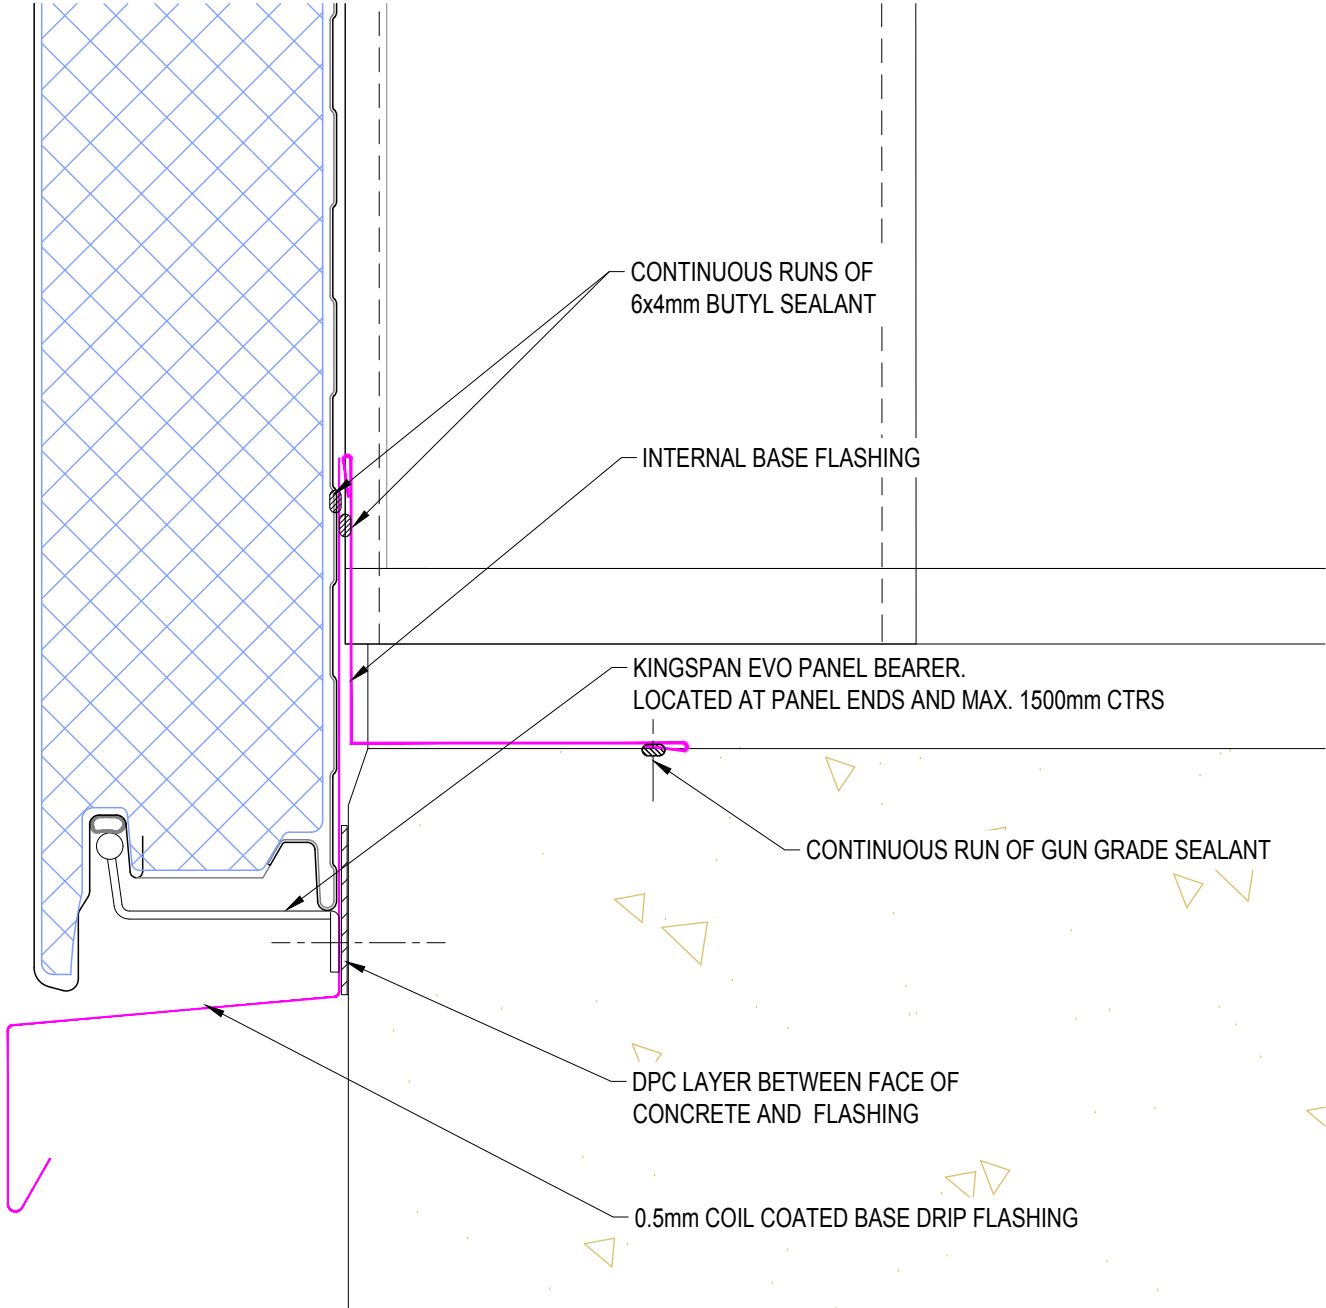 CONTINUOUS RUNS OF
6x4mm BUTYL SEALANT
INTERNAL BASE FLASHING
KINGSPAN EVO PANEL BEARER.
LOCATED AT PANEL ENDS AND MAX. 1500mm CTRS
CONTINUOUS RUN OF GUN GRADE SEALANT
DPC LAYER BETWEEN FACE OF
CONCRETE AND  FLASHING
0.5mm COIL COATED BASE DRIP FLASHING